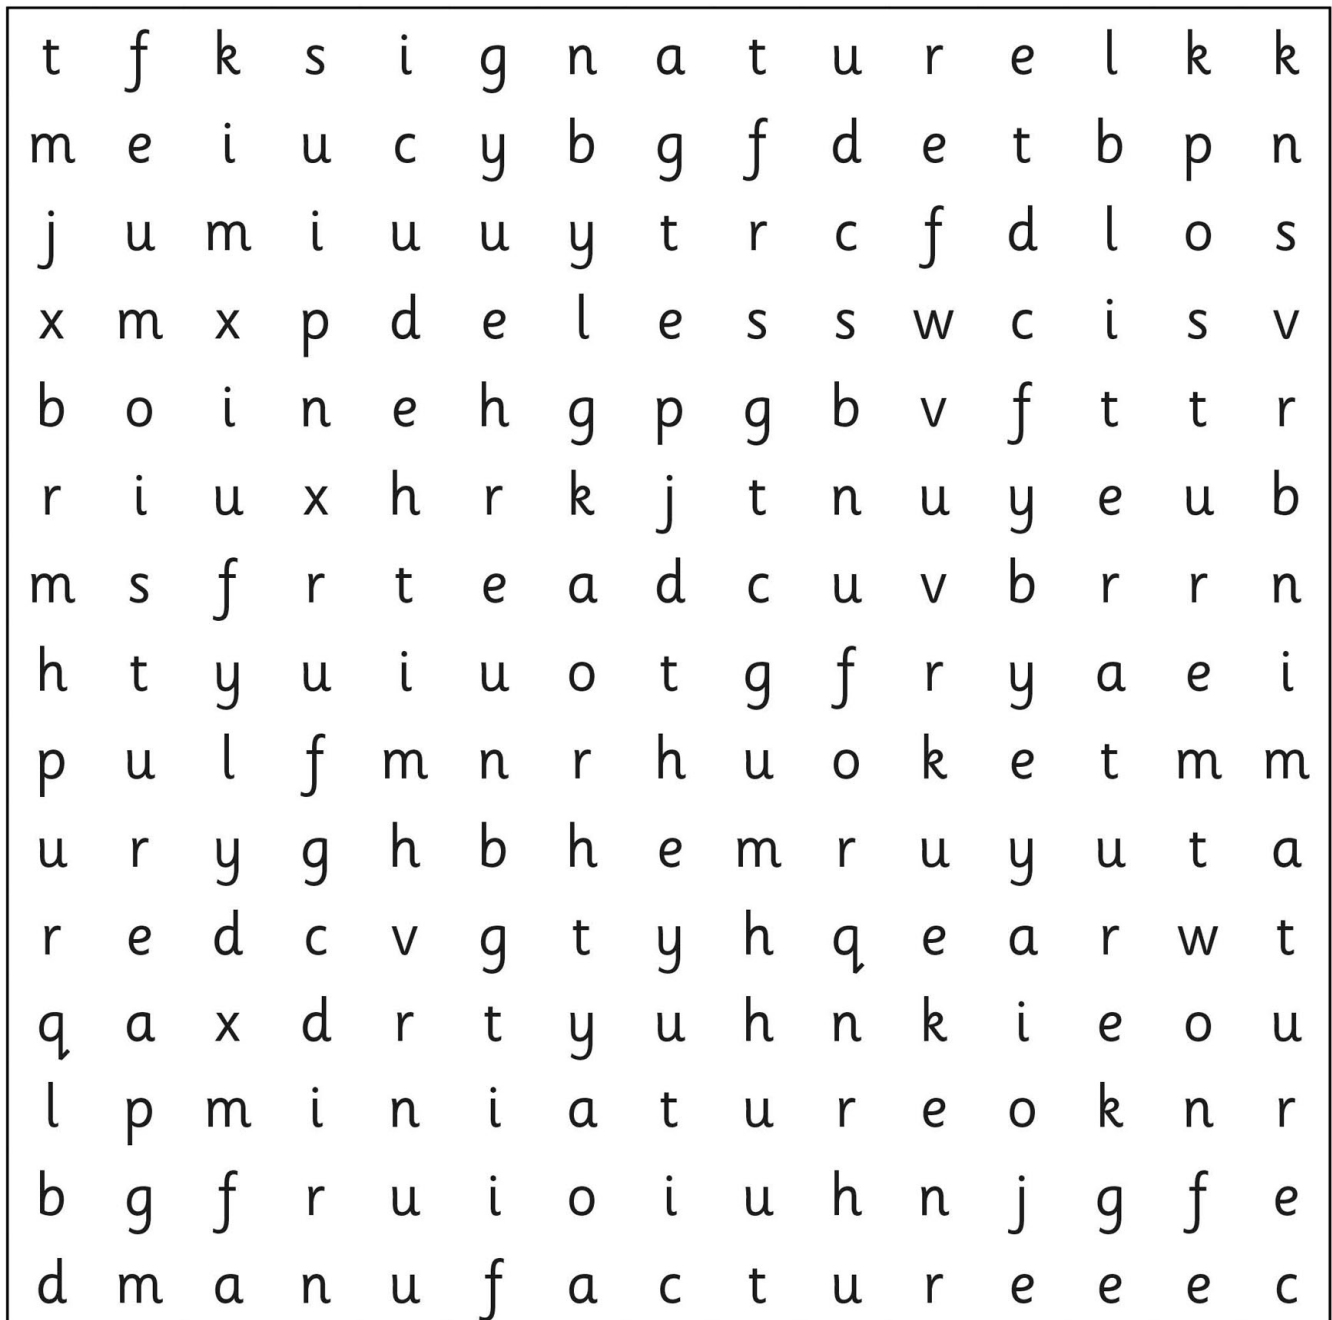 t f k s i g n a t u r e l k k
m e i u c y b g f d e t b p n
j u m i u u y t r c f d l o s
x m x p d e l e s s w c i s v
b o i n e h g p g b v f t t r
r i u x h r k j t n u y e u b
m s f r t e a d c u v b r r n
h t y u i u o t g f r y a e i
p u l f m n r h u o k e t m m
u r y g h b h e m r u y u t a
r e d c v g t y h q e a r w t
q a x d r t y u h n k i e o u
l p m i n i a t u r e o k n r
b g f r u i o i u h n j g f e
d m a n u f a c t u r e e e c